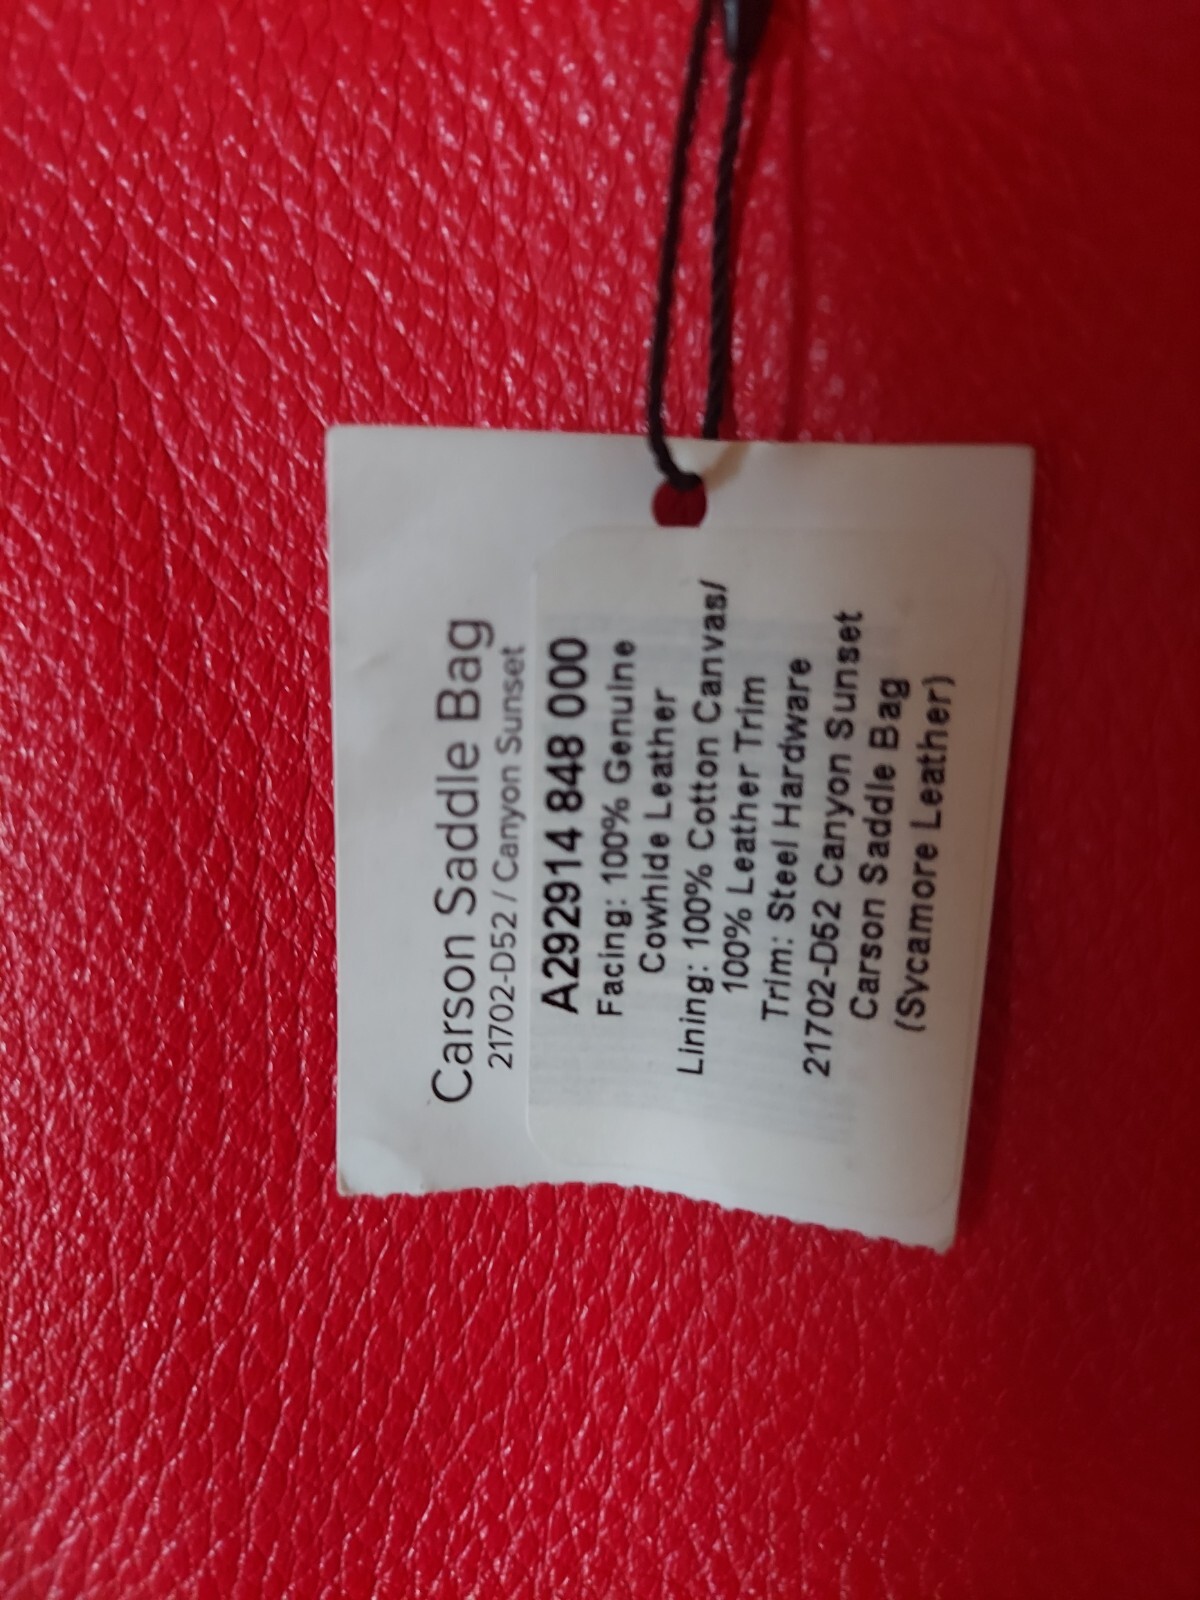 Carson Saddle Bag
21702-D52 / Canyon Sunset
A292914 848 000
Facing: 100% Genuine
Cowhide Leather
Lining: 100% Cotton Canvas/
100% Leather Trim
Trim: Steel Hardware
21702-D52 Canyon Sunset
Carson Saddle Bag
(Sycamore Leather)